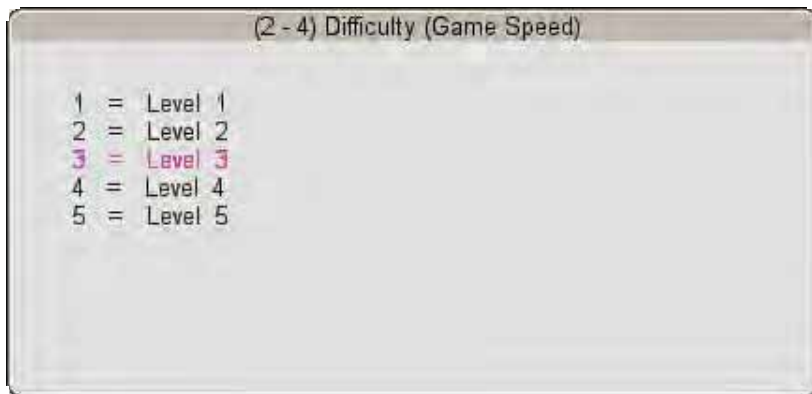 (2 - 4) Difficulty (Game Speed)
1 = Level 1
2 = Level 2
3 = Level 3
4 = Level 4
5 = Level 5